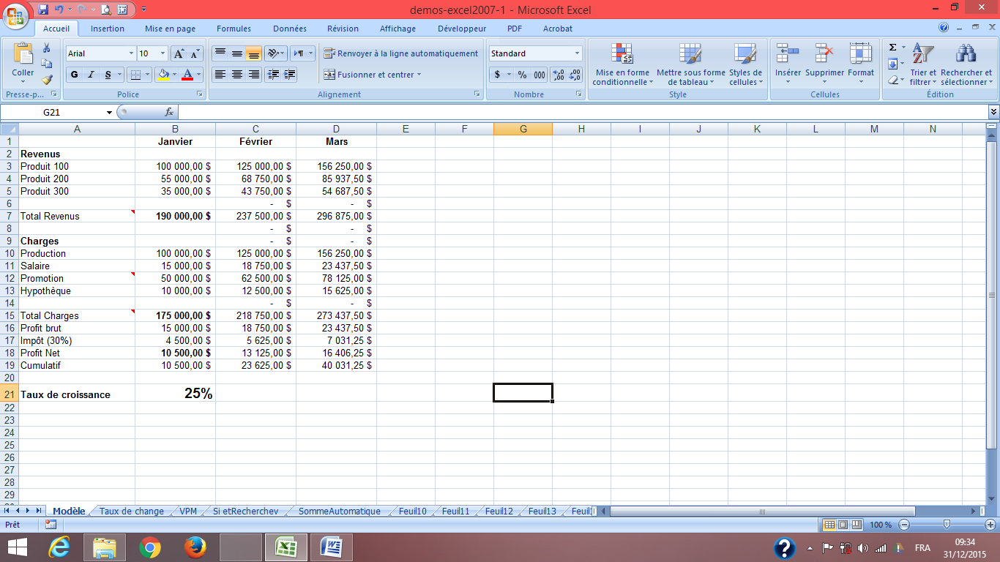 demos-excel2007-1 - Microsoft Excel
Accueil Insertion Mise en page Formules Données Révision Affichage Développeur PDF Acrobat
Coller
Presse-p...
Arial 10
G I S
Police
Renvoyer à la ligne automatiquement
Fusionner et centrer
Alignement
Standard
$ % 000
Nombre
Mise en forme conditionnelle
Mettre sous forme de tableau
Styles de cellules
Style
Insérer Supprimer Format
Cellules
Σ
Trier et filtrer
Rechercher et sélectionner
Édition
G21 fx
A B C D E F G H I J K L M N
1 Janvier Février Mars
2 Revenus
3 Produit 100 100 000,00 $ 125 000,00 $ 156 250,00 $
4 Produit 200 55 000,00 $ 68 750,00 $ 85 937,50 $
5 Produit 300 35 000,00 $ 43 750,00 $ 54 687,50 $
6 - $ - $
7 Total Revenus 190 000,00 $ 237 500,00 $ 296 875,00 $
8 - $ - $
9 Charges - $ - $
10 Production 100 000,00 $ 125 000,00 $ 156 250,00 $
11 Salaire 15 000,00 $ 18 750,00 $ 23 437,50 $
12 Promotion 50 000,00 $ 62 500,00 $ 78 125,00 $
13 Hypothèque 10 000,00 $ 12 500,00 $ 15 625,00 $
14 - $ - $
15 Total Charges 175 000,00 $ 218 750,00 $ 273 437,50 $
16 Profit brut 15 000,00 $ 18 750,00 $ 23 437,50 $
17 Impôt (30%) 4 500,00 $ 5 625,00 $ 7 031,25 $
18 Profit Net 10 500,00 $ 13 125,00 $ 16 406,25 $
19 Cumulatif 10 500,00 $ 23 625,00 $ 40 031,25 $
20
21 Taux de croissance 25%
22
23
24
25
26
27
28
29
Modèle Taux de change VPM Si etRecherchev SommeAutomatique Feuil10 Feuil11 Feuil12 Feuil13
Prêt 100 %
FRA 09:34
31/12/2015